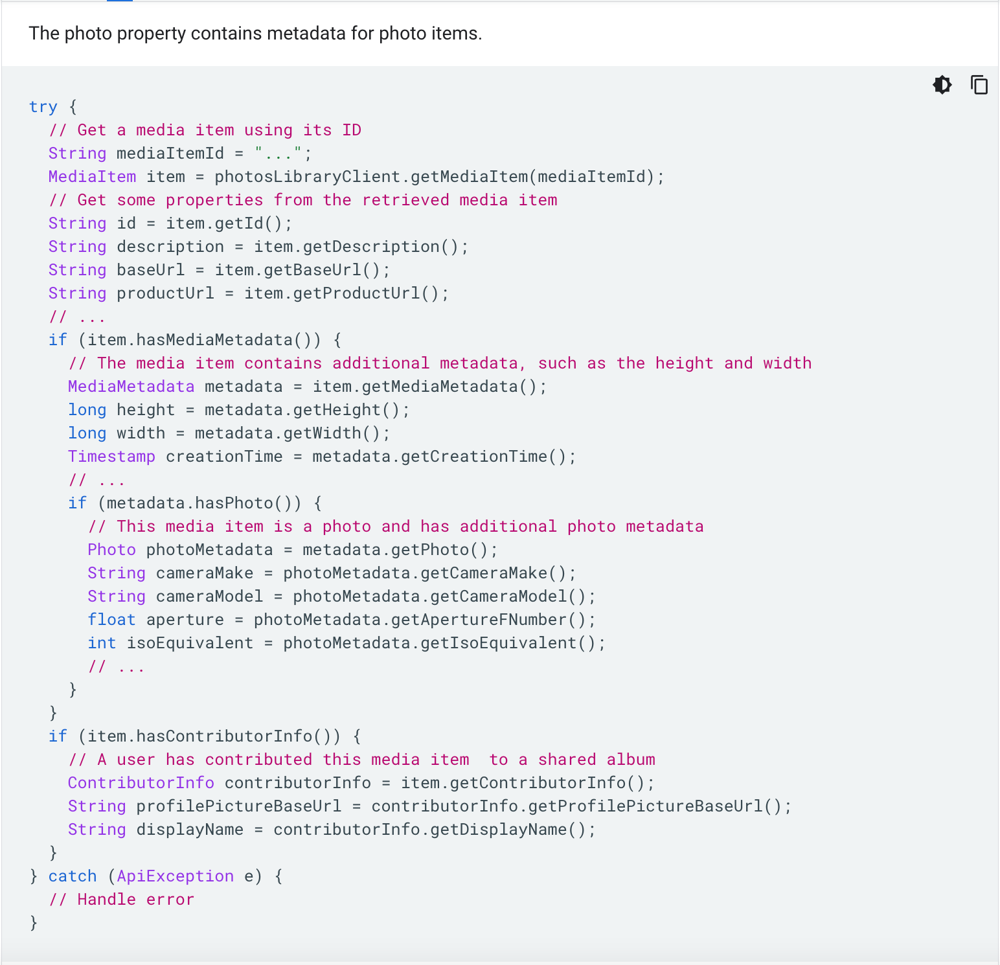 The photo property contains metadata for photo items.
try {
  // Get a media item using its ID
  String mediaItemId = "...";
  MediaItem item = photosLibraryClient.getMediaItem(mediaItemId);
  // Get some properties from the retrieved media item
  String id = item.getId();
  String description = item.getDescription();
  String baseUrl = item.getBaseUrl();
  String productUrl = item.getProductUrl();
  // ...
  if (item.hasMediaMetadata()) {
    // The media item contains additional metadata, such as the height and width
    MediaMetadata metadata = item.getMediaMetadata();
    long height = metadata.getHeight();
    long width = metadata.getWidth();
    Timestamp creationTime = metadata.getCreationTime();
    // ...
    if (metadata.hasPhoto()) {
      // This media item is a photo and has additional photo metadata
      Photo photoMetadata = metadata.getPhoto();
      String cameraMake = photoMetadata.getCameraMake();
      String cameraModel = photoMetadata.getCameraModel();
      float aperture = photoMetadata.getApertureFNumber();
      int isoEquivalent = photoMetadata.getIsoEquivalent();
      // ...
    }
  }
  if (item.hasContributorInfo()) {
    // A user has contributed this media item  to a shared album
    ContributorInfo contributorInfo = item.getContributorInfo();
    String profilePictureBaseUrl = contributorInfo.getProfilePictureBaseUrl();
    String displayName = contributorInfo.getDisplayName();
  }
} catch (ApiException e) {
  // Handle error
}